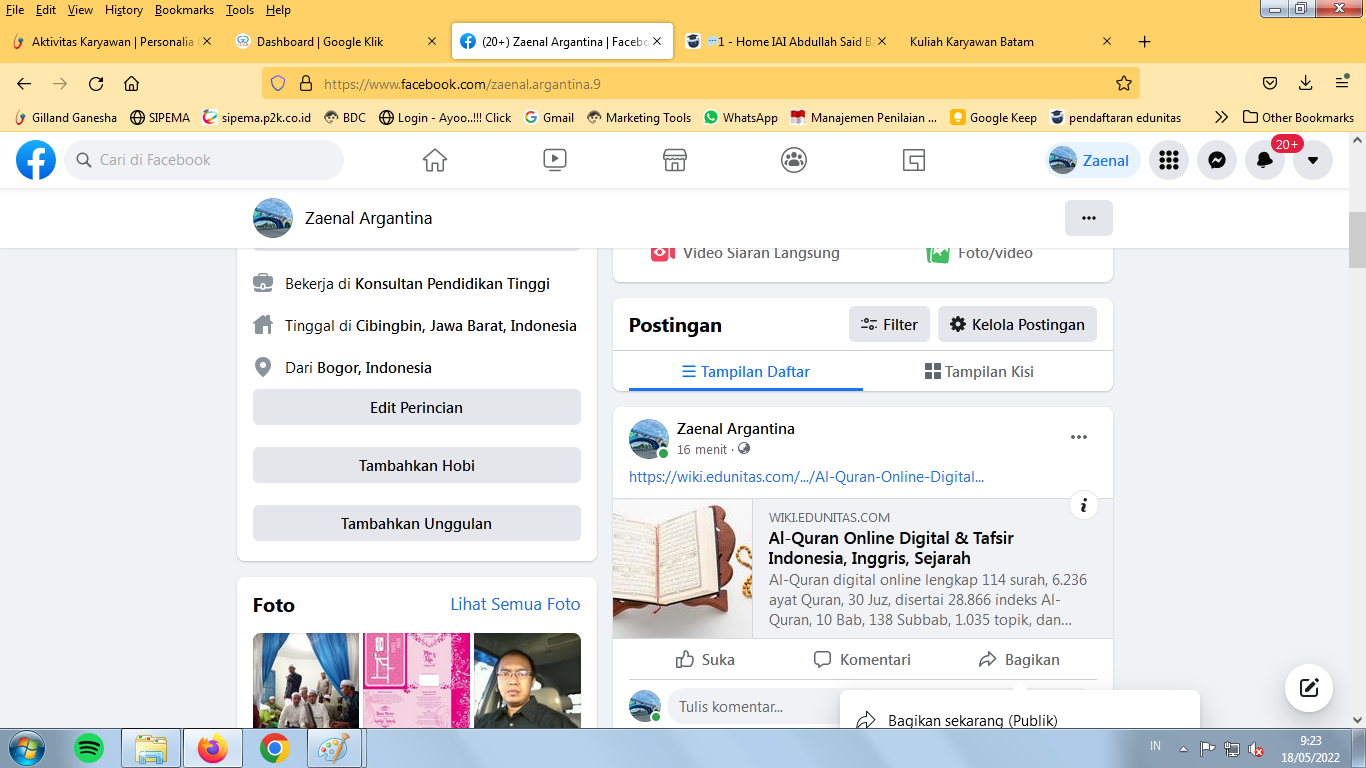 File Edit View History Bookmarks Tools Help
Aktivitas Karyawan | Personalia
Dashboard | Google Klik
(20+) Zaenal Argantina | Facebo
1 - Home IAI Abdullah Said B
Kuliah Karyawan Batam
https://www.facebook.com/zaenal.argantina.9
Gilland Ganesha
SIPEMA
sipema.p2k.co.id
BDC
Login - Ayoo..!!! Click
Gmail
Marketing Tools
WhatsApp
Manajemen Penilaian ...
Google Keep
pendaftaran edunitas
Other Bookmarks
Cari di Facebook
Zaenal
20+
Zaenal Argantina
Video Siaran Langsung
Foto/video
Bekerja di Konsultan Pendidikan Tinggi
Tinggal di Cibingbin, Jawa Barat, Indonesia
Dari Bogor, Indonesia
Edit Perincian
Tambahkan Hobi
Tambahkan Unggulan
Foto
Lihat Semua Foto
Postingan
Filter
Kelola Postingan
Tampilan Daftar
Tampilan Kisi
Zaenal Argantina
16 menit ·
https://wiki.edunitas.com/.../Al-Quran-Online-Digital...
WIKI.EDUNITAS.COM
Al-Quran Online Digital & Tafsir
Indonesia, Inggris, Sejarah
Al-Quran digital online lengkap 114 surah, 6.236
ayat Quran, 30 Juz, disertai 28.866 indeks Al-
Quran, 10 Bab, 138 Subbab, 1.035 topik, dan...
Suka
Komentari
Bagikan
Tulis komentar...
Bagikan sekarang (Publik)
IN
9:23
18/05/2022